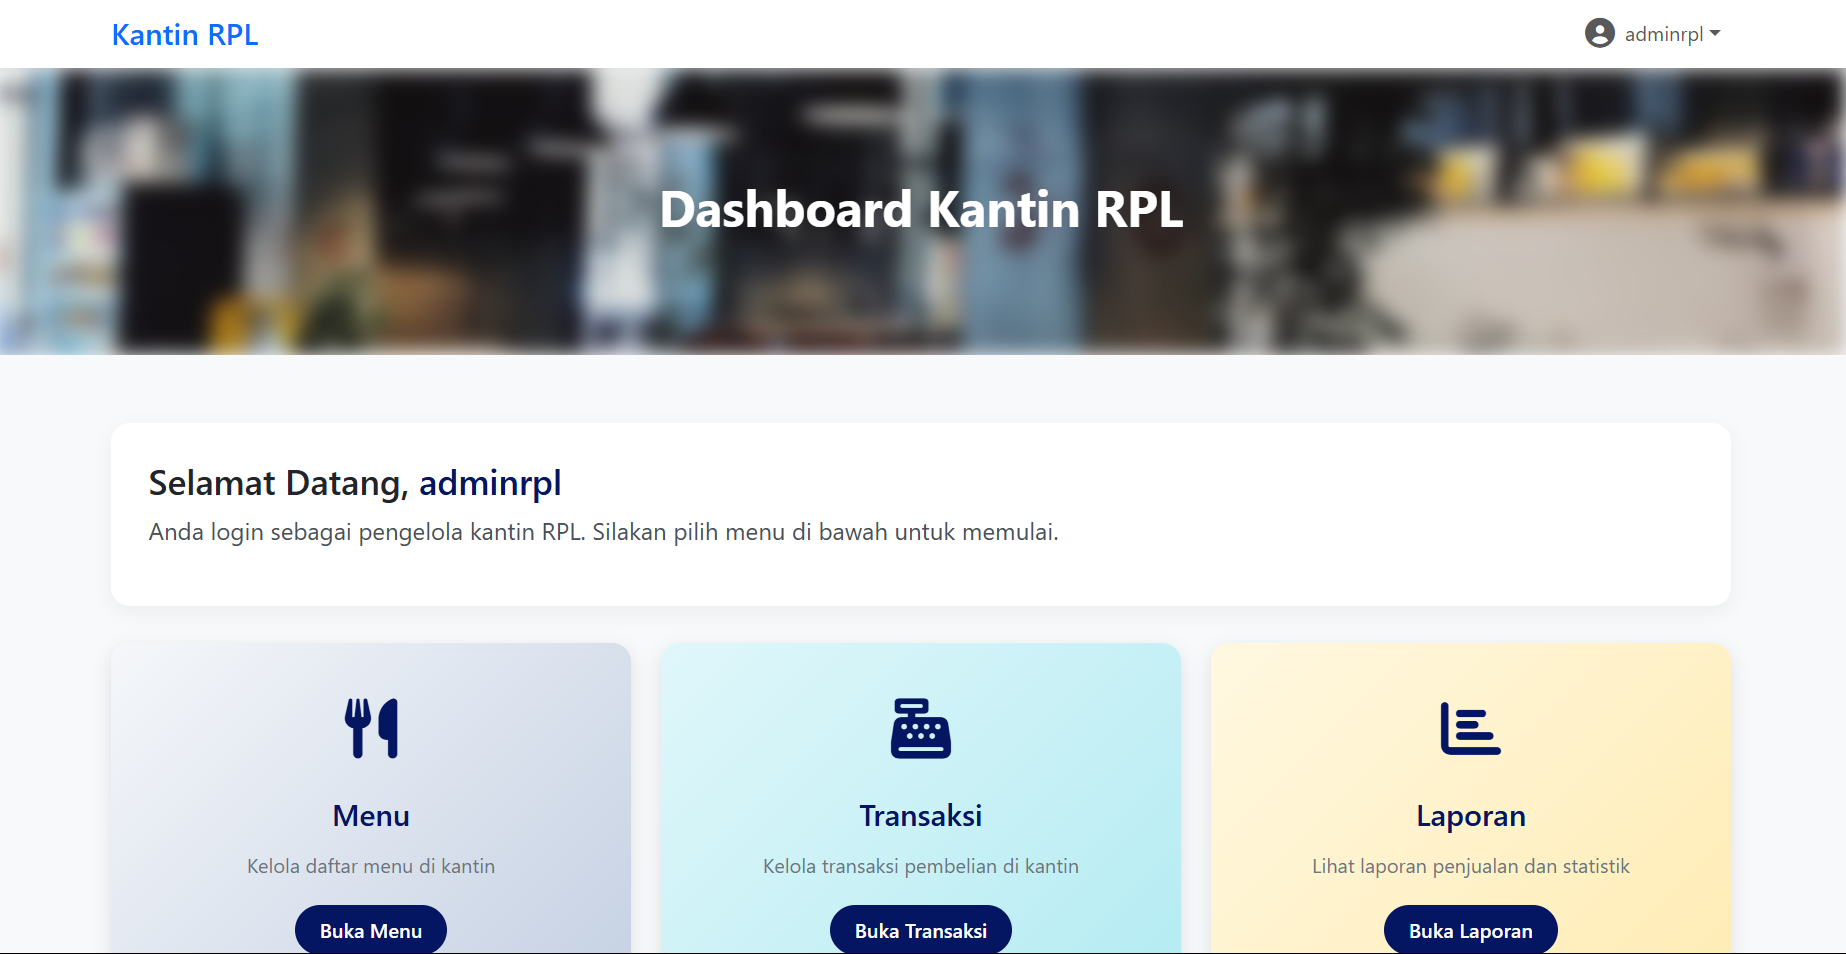 Kantin RPL
adminrpl
Dashboard Kantin RPL
Selamat Datang, adminrpl
Anda login sebagai pengelola kantin RPL. Silakan pilih menu di bawah untuk memulai.
Menu
Kelola daftar menu di kantin
Buka Menu
Transaksi
Kelola transaksi pembelian di kantin
Buka Transaksi
Laporan
Lihat laporan penjualan dan statistik
Buka Laporan